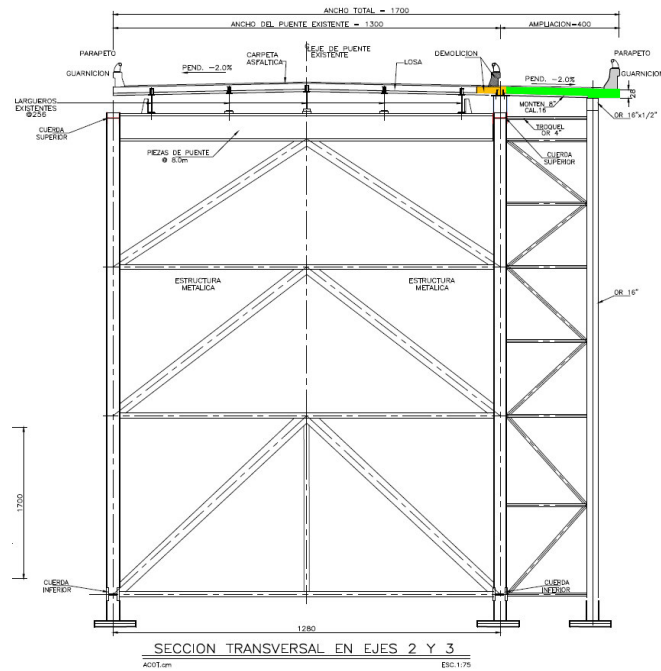 ANCHO TOTAL - 1700
ANCHO DEL PUENTE EXISTENTE - 1300
AMPLIACION-400
PARAPETO
GUARNICION
PEND. -2.0%
CARPETA
ASFALTICA
EJE DE PUENTE
EXISTENTE
LOSA
DEMOLICION
PEND. -2.0%
PARAPETO
GUARNICION
LARGUEROS
EXISTENTES
@256
CUERDA
SUPERIOR
PIEZAS DE PUENTE
@ 8.0m
MONTEN 8"
CAL.16
TROQUEL
OR 4"
CUERDA
SUPERIOR
28
OR 16"x1/2"
ESTRUCTURA
METALICA
ESTRUCTURA
METALICA
OR 16"
1700
CUERDA
INFERIOR
CUERDA
INFERIOR
1280
SECCION TRANSVERSAL EN EJES 2 Y 3
ACOT.cm
ESC.1:75